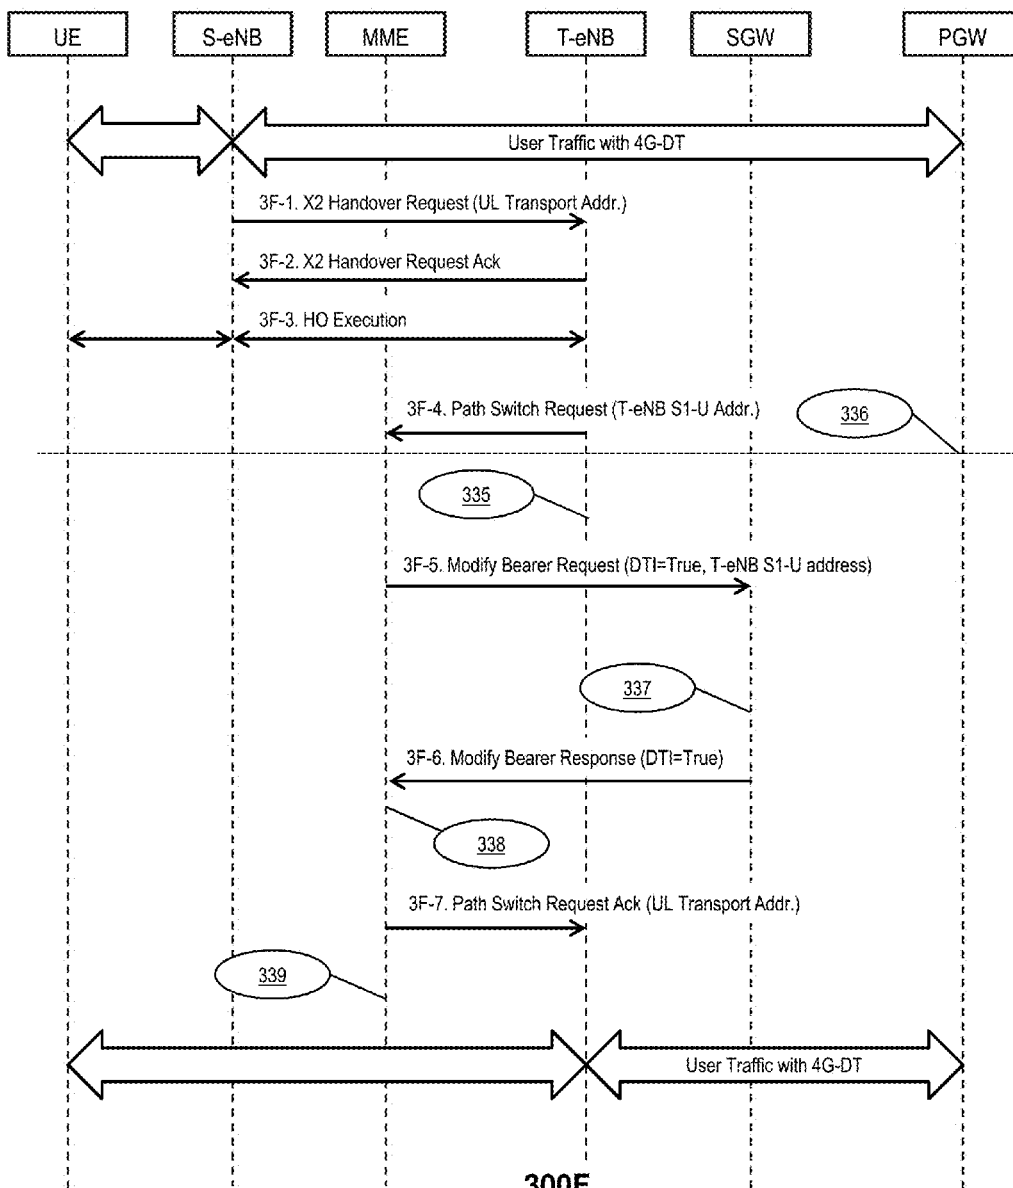 UE
S-eNB
MME
T-eNB
SGW
PGW
User Traffic with 4G-DT
3F-1. X2 Handover Request (UL Transport Addr.)
3F-2. X2 Handover Request Ack
3F-3. HO Execution
3F-4. Path Switch Request (T-eNB S1-U Addr.)
336
335
3F-5. Modify Bearer Request (DTI=True, T-eNB S1-U address)
337
3F-6. Modify Bearer Response (DTI=True)
338
3F-7. Path Switch Request Ack (UL Transport Addr.)
339
User Traffic with 4G-DT